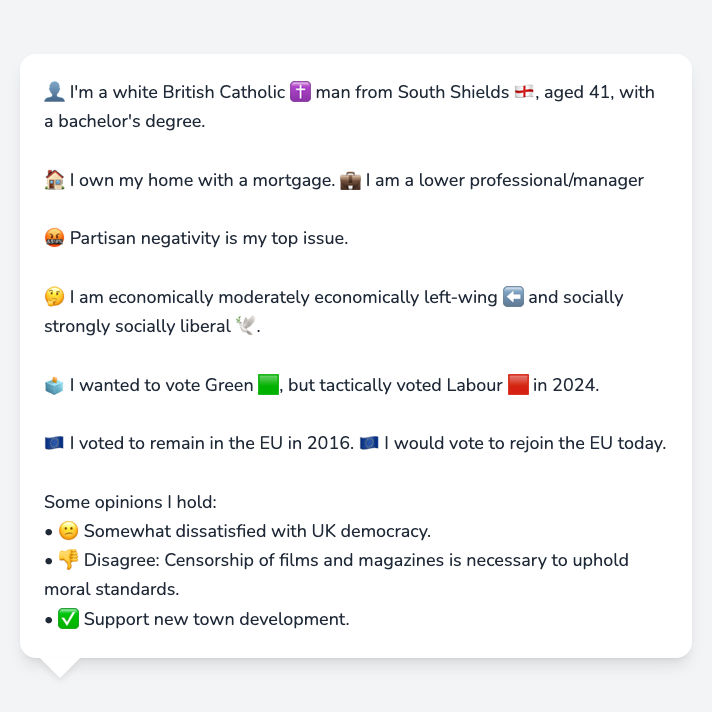 👤 I'm a white British Catholic ✝️ man from South Shields 🏴󠁧󠁢󠁥󠁮󠁧󠁿, aged 41, with
a bachelor's degree.
🏠 I own my home with a mortgage. 💼 I am a lower professional/manager
🤬 Partisan negativity is my top issue.
🤔 I am economically moderately economically left-wing ⬅️ and socially
strongly socially liberal 🕊️.
🗳️ I wanted to vote Green 🟩, but tactically voted Labour 🟥 in 2024.
🇪🇺 I voted to remain in the EU in 2016. 🇪🇺 I would vote to rejoin the EU today.
Some opinions I hold:
• 🙁 Somewhat dissatisfied with UK democracy.
• 👎 Disagree: Censorship of films and magazines is necessary to uphold
moral standards.
• ✅ Support new town development.